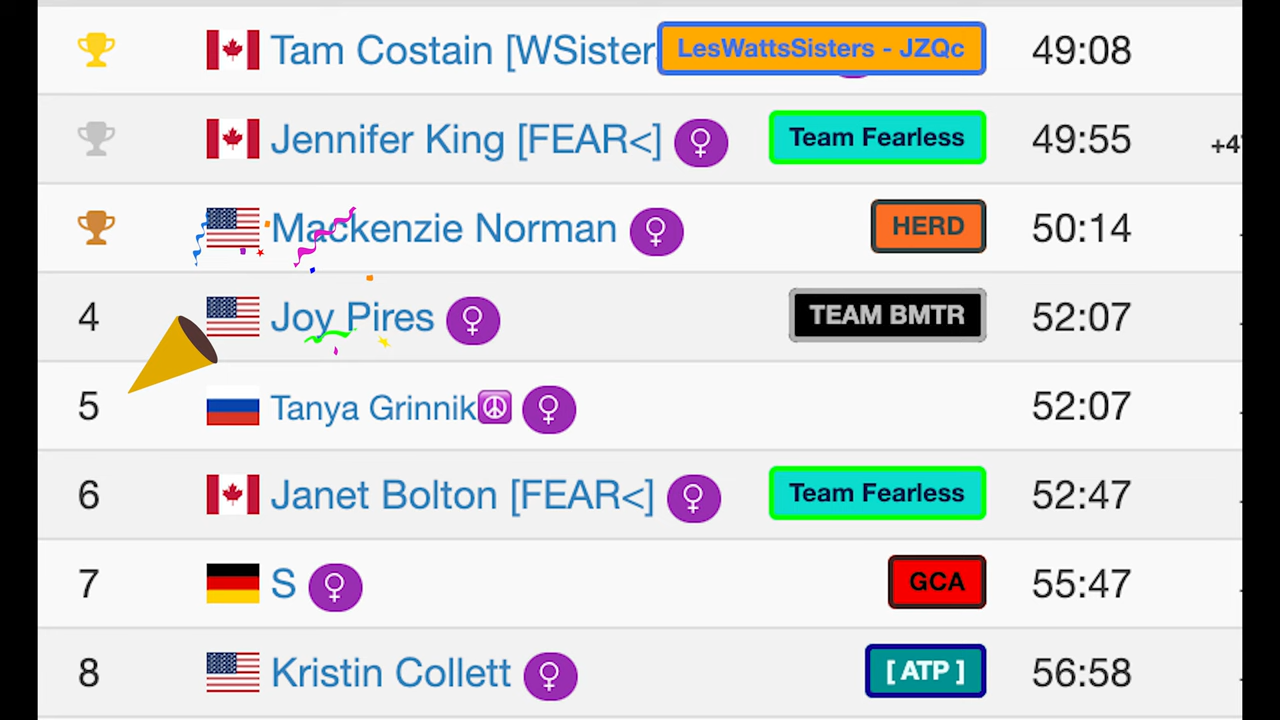 Tam Costain [WSister LesWattsSisters - JZQc 49:08
Jennifer King [FEAR<] ♀ Team Fearless 49:55 +4
Mackenzie Norman ♀ HERD 50:14
4 Joy Pires ♀ TEAM BMTR 52:07
5 Tanya Grinnik☮ ♀ 52:07
6 Janet Bolton [FEAR<] ♀ Team Fearless 52:47
7 S ♀ GCA 55:47
8 Kristin Collett ♀ [ ATP ] 56:58